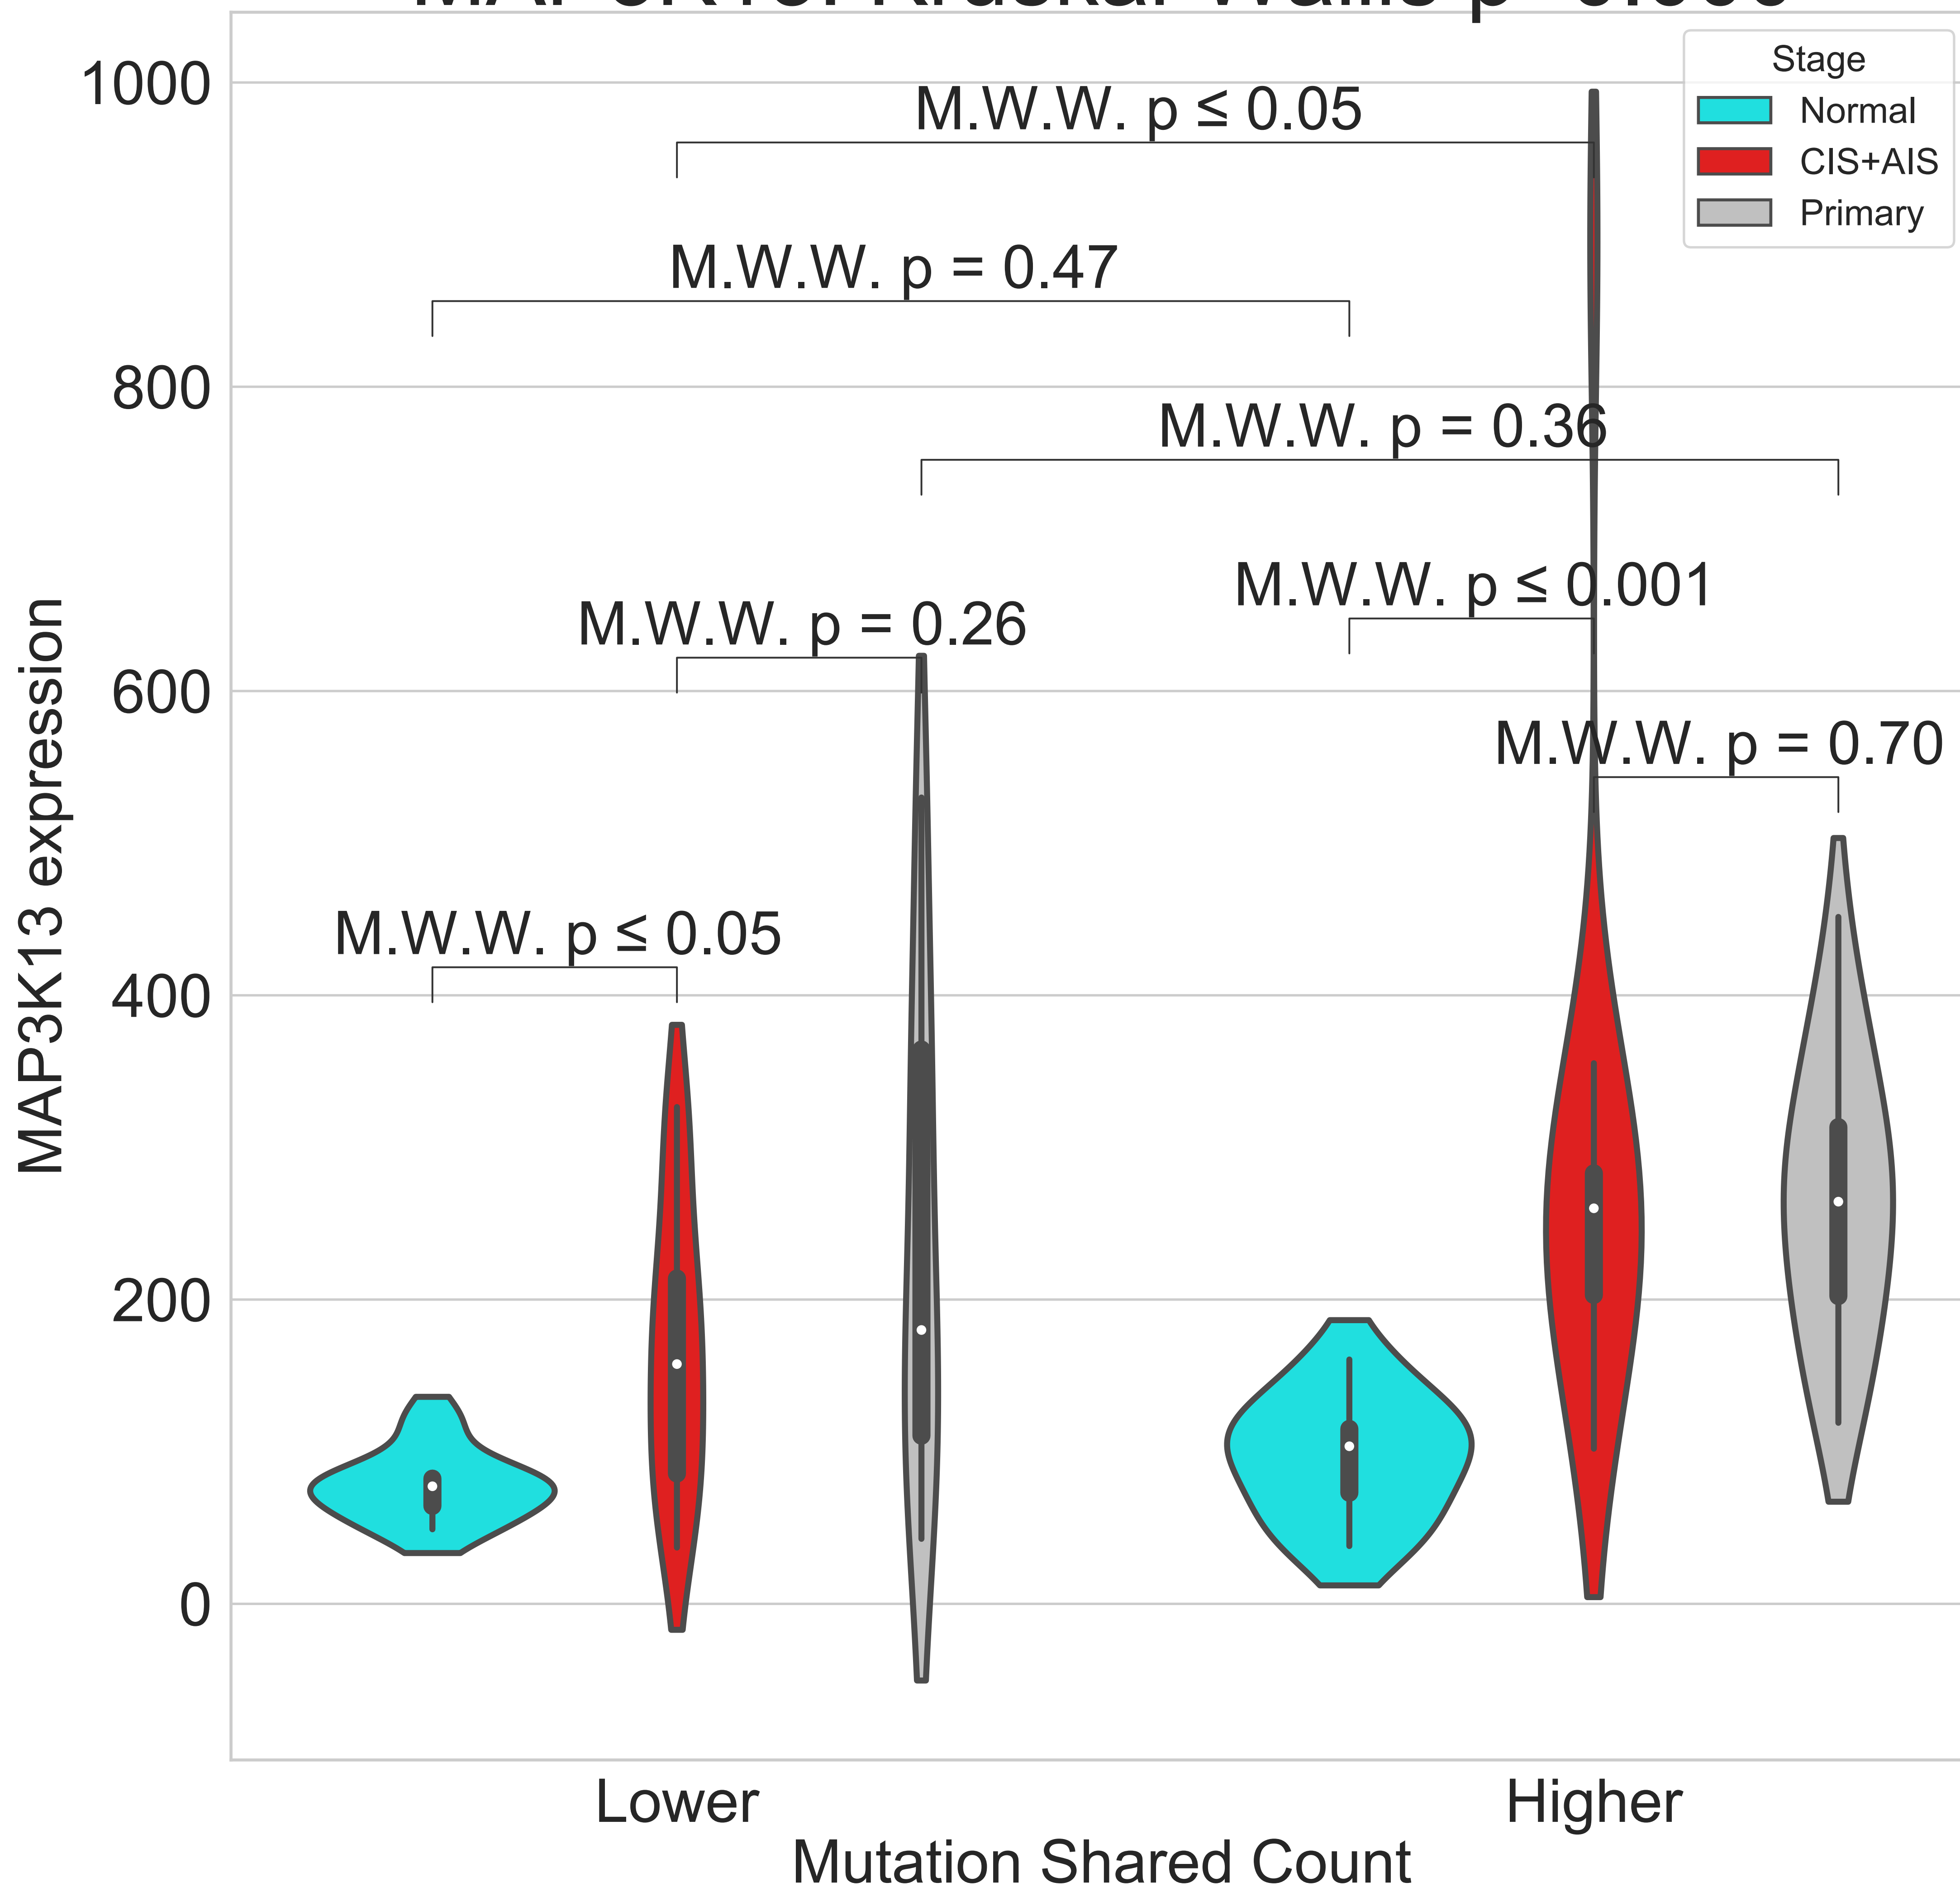 1000
800
600
400
200
0
MAP3K13 expression
M.W.W. p ≤ 0.05
M.W.W. p = 0.47
M.W.W. p = 0.36
M.W.W. p ≤ 0.001
M.W.W. p = 0.26
M.W.W. p = 0.70
M.W.W. p ≤ 0.05
Stage
Normal
CIS+AIS
Primary
Lower
Higher
Mutation Shared Count